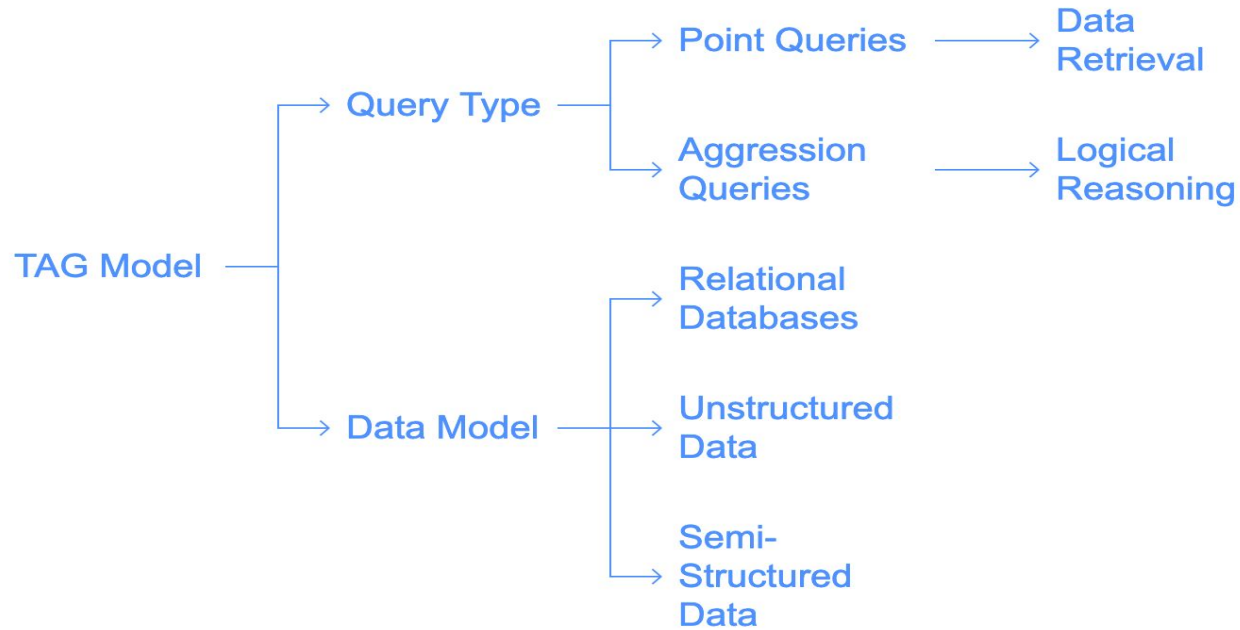 TAG Model
Query Type
Point Queries
Data
Retrieval
Aggression
Queries
Logical
Reasoning
Data Model
Relational
Databases
Unstructured
Data
Semi-
Structured
Data